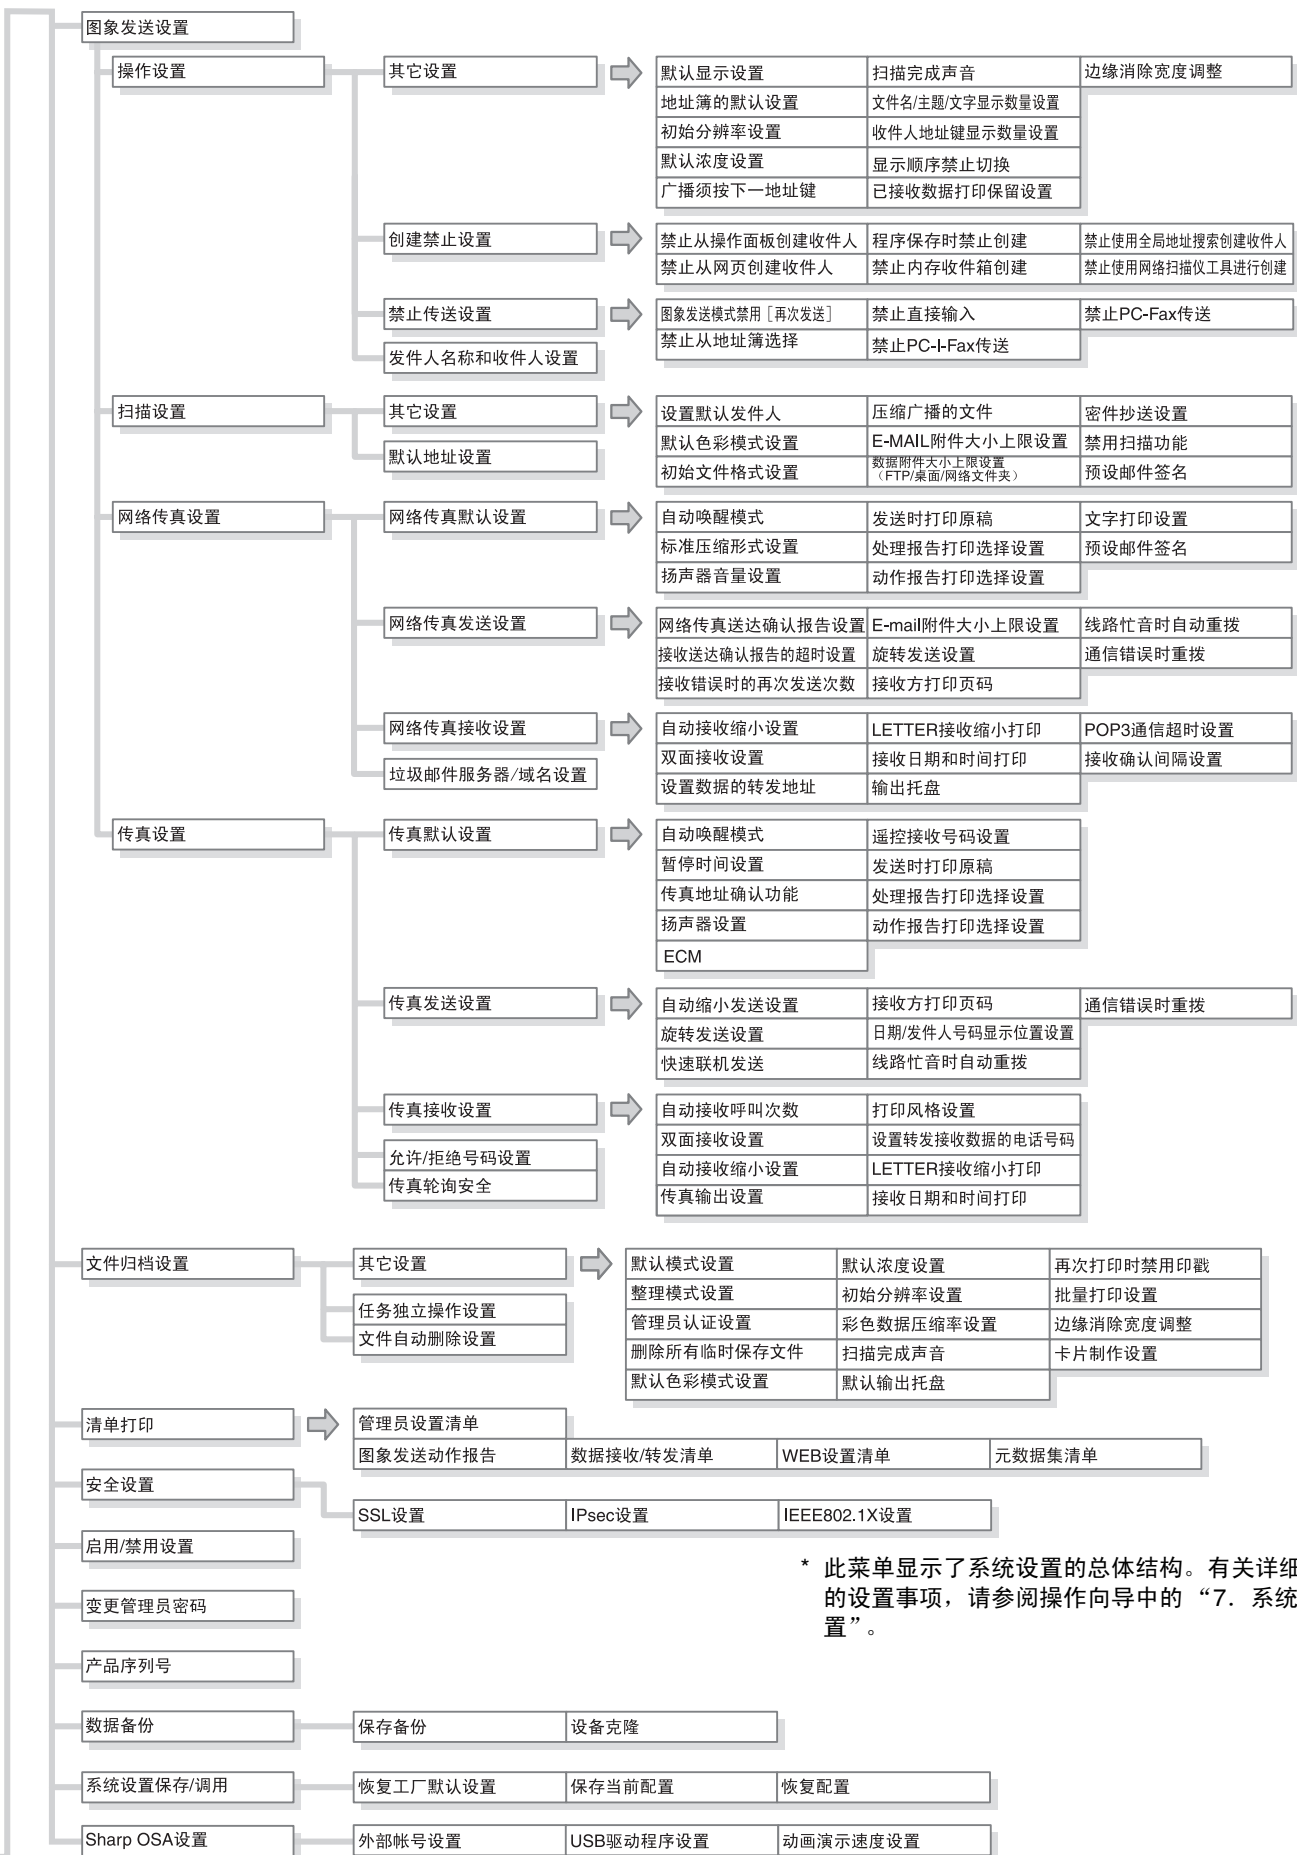 图象发送设置
操作设置
其它设置
默认显示设置 扫描完成声音 边缘消除宽度调整
地址簿的默认设置 文件名/主题/文字显示数量设置
初始分辨率设置 收件人地址键显示数量设置
默认浓度设置 显示顺序禁止切换
广播须按下一地址键 已接收数据打印保留设置
创建禁止设置
禁止从操作面板创建收件人 程序保存时禁止创建 禁止使用全局地址搜索创建收件人
禁止从网页创建收件人 禁止内存收件箱创建 禁止使用网络扫描仪工具进行创建
禁止传送设置
图象发送模式禁用［再次发送］ 禁止直接输入 禁止PC-Fax传送
禁止从地址簿选择 禁止PC-I-Fax传送
发件人名称和收件人设置
扫描设置
其它设置
设置默认发件人 压缩广播的文件 密件抄送设置
默认色彩模式设置 E-MAIL附件大小上限设置 禁用扫描功能
初始文件格式设置 数据附件大小上限设置（FTP/桌面/网络文件夹） 预设邮件签名
默认地址设置
网络传真设置
网络传真默认设置
自动唤醒模式 发送时打印原稿 文字打印设置
标准压缩形式设置 处理报告打印选择设置 预设邮件签名
扬声器音量设置 动作报告打印选择设置
网络传真发送设置
网络传真送达确认报告设置 E-mail附件大小上限设置 线路忙音时自动重拨
接收送达确认报告的超时设置 旋转发送设置 通信错误时重拨
接收错误时的再次发送次数 接收方打印页码
网络传真接收设置
自动接收缩小设置 LETTER接收缩小打印 POP3通信超时设置
双面接收设置 接收日期和时间打印 接收确认间隔设置
设置数据的转发地址 输出托盘
垃圾邮件服务器/域名设置
传真设置
传真默认设置
自动唤醒模式 遥控接收号码设置
暂停时间设置 发送时打印原稿
传真地址确认功能 处理报告打印选择设置
扬声器设置 动作报告打印选择设置
ECM
传真发送设置
自动缩小发送设置 接收方打印页码 通信错误时重拨
旋转发送设置 日期/发件人号码显示位置设置
快速联机发送 线路忙音时自动重拨
传真接收设置
自动接收呼叫次数 打印风格设置
双面接收设置 设置转发接收数据的电话号码
自动接收缩小设置 LETTER接收缩小打印
传真输出设置 接收日期和时间打印
允许/拒绝号码设置
传真轮询安全
文件归档设置
其它设置
默认模式设置 默认浓度设置 再次打印时禁用印戳
整理模式设置 初始分辨率设置 批量打印设置
管理员认证设置 彩色数据压缩率设置 边缘消除宽度调整
删除所有临时保存文件 扫描完成声音 卡片制作设置
默认色彩模式设置 默认输出托盘
任务独立操作设置
文件自动删除设置
清单打印
管理员设置清单
图象发送动作报告 数据接收/转发清单 WEB设置清单 元数据集清单
安全设置
SSL设置 IPsec设置 IEEE802.1X设置
启用/禁用设置
* 此菜单显示了系统设置的总体结构。有关详细
的设置事项，请参阅操作向导中的“7．系统
置”。
变更管理员密码
产品序列号
数据备份
保存备份 设备克隆
系统设置保存/调用
恢复工厂默认设置 保存当前配置 恢复配置
Sharp OSA设置
外部帐号设置 USB驱动程序设置 动画演示速度设置